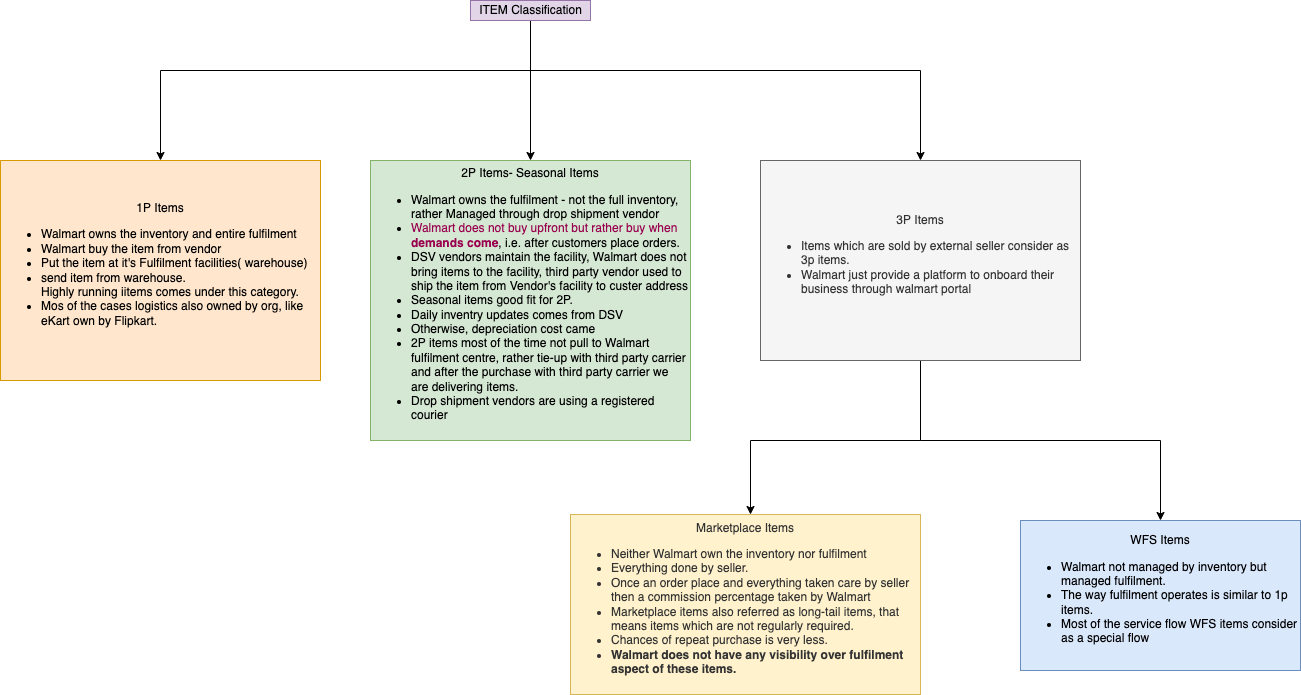 ITEM Classification
1P Items
• Walmart owns the inventory and entire fulfilment
• Walmart buy the item from vendor
• Put the item at it's Fulfilment facilities( warehouse)
• send item from warehouse.
Highly running iitems comes under this category.
• Mos of the cases logistics also owned by org, like
eKart own by Flipkart.
2P Items- Seasonal Items
• Walmart owns the fulfilment - not the full inventory,
rather Managed through drop shipment vendor
• Walmart does not buy upfront but rather buy when
demands come, i.e. after customers place orders.
• DSV vendors maintain the facility, Walmart does not
bring items to the facility, third party vendor used to
ship the item from Vendor's facility to custer address
• Seasonal items good fit for 2P.
• Daily inventry updates comes from DSV
• Otherwise, depreciation cost came
• 2P items most of the time not pull to Walmart
fulfilment centre, rather tie-up with third party carrier
and after the purchase with third party carrier we
are delivering items.
• Drop shipment vendors are using a registered
courier
3P Items
• Items which are sold by external seller consider as
3p items.
• Walmart just provide a platform to onboard their
business through walmart portal
Marketplace Items
• Neither Walmart own the inventory nor fulfilment
• Everything done by seller.
• Once an order place and everything taken care by seller
then a commission percentage taken by Walmart
• Marketplace items also referred as long-tail items, that
means items which are not regularly required.
• Chances of repeat purchase is very less.
• Walmart does not have any visibility over fulfilment
aspect of these items.
WFS Items
• Walmart not managed by inventory but
managed fulfilment.
• The way fulfilment operates is similar to 1p
items.
• Most of the service flow WFS items consider
as a special flow